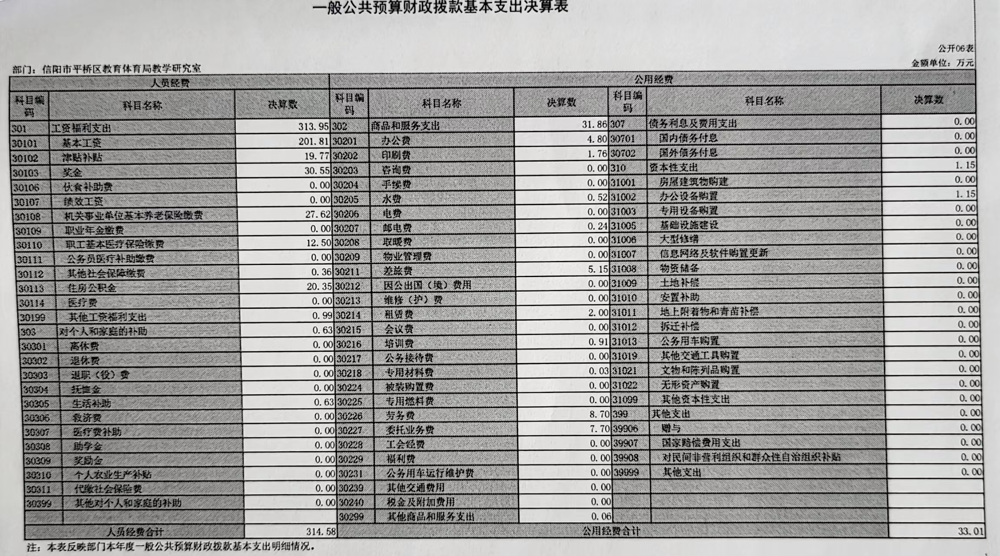 一般公共预算财政拨款基本支出决算表
公开06表
部门：信阳市平桥区教育体育局教学研究室 金额单位：万元
人员经费 公用经费
科目编码 科目名称 决算数 科目编码 科目名称 决算数 科目编码 科目名称 决算数
301 工资福利支出 313.95 302 商品和服务支出 31.86 307 债务利息及费用支出 0.00
30101 基本工资 201.81 30201 办公费 4.80 30701 国内债务付息 0.00
30102 津贴补贴 19.77 30202 印刷费 1.76 30702 国外债务付息 0.00
30103 奖金 30.55 30203 咨询费 0.00 310 资本性支出 1.15
30106 伙食补助费 0.00 30204 手续费 0.00 31001 房屋建筑物购建 0.00
30107 绩效工资 0.00 30205 水费 0.52 31002 办公设备购置 1.15
30108 机关事业单位基本养老保险缴费 27.62 30206 电费 0.00 31003 专用设备购置 0.00
30109 职业年金缴费 0.00 30207 邮电费 0.24 31005 基础设施建设 0.00
30110 职工基本医疗保险缴费 12.50 30208 取暖费 0.00 31006 大型修缮 0.00
30111 公务员医疗补助缴费 0.00 30209 物业管理费 0.00 31007 信息网络及软件购置更新 0.00
30112 其他社会保障缴费 0.36 30211 差旅费 5.15 31008 物资储备 0.00
30113 住房公积金 20.35 30212 因公出国（境）费用 0.00 31009 土地补偿 0.00
30114 医疗费 0.00 30213 维修（护）费 0.00 31010 安置补助 0.00
30199 其他工资福利支出 0.99 30214 租赁费 2.00 31011 地上附着物和青苗补偿 0.00
303 对个人和家庭的补助 0.63 30215 会议费 0.00 31012 拆迁补偿 0.00
30301 离休费 0.00 30216 培训费 0.91 31013 公务用车购置 0.00
30302 退休费 0.00 30217 公务接待费 0.00 31019 其他交通工具购置 0.00
30303 退职（役）费 0.00 30218 专用材料费 0.03 31021 文物和陈列品购置 0.00
30304 抚恤金 0.00 30224 被装购置费 0.00 31022 无形资产购置 0.00
30305 生活补助 0.63 30225 专用燃料费 0.00 31099 其他资本性支出 0.00
30306 救济费 0.00 30226 劳务费 8.70 399 其他支出 0.00
30307 医疗费补助 0.00 30227 委托业务费 7.70 39906 赠与 0.00
30308 助学金 0.00 30228 工会经费 0.00 39907 国家赔偿费用支出 0.00
30309 奖励金 0.00 30229 福利费 0.00 39908 对民间非营利组织和群众性自治组织补贴 0.00
30310 个人农业生产补贴 0.00 30231 公务用车运行维护费 0.00 39999 其他支出 0.00
30311 代缴社会保险费 0.00 30239 其他交通费用 0.00
30399 其他对个人和家庭的补助 0.00 30240 税金及附加费用 0.00
30299 其他商品和服务支出 0.06
人员经费合计 314.58 公用经费合计 33.01
注：本表反映部门本年度一般公共预算财政拨款基本支出明细情况。